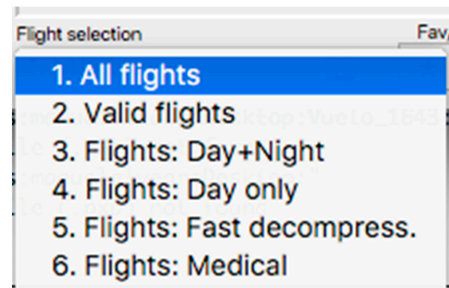 Flight selection Fav
1. All flights
2. Valid flights
3. Flights: Day+Night
4. Flights: Day only
5. Flights: Fast decompress.
6. Flights: Medical